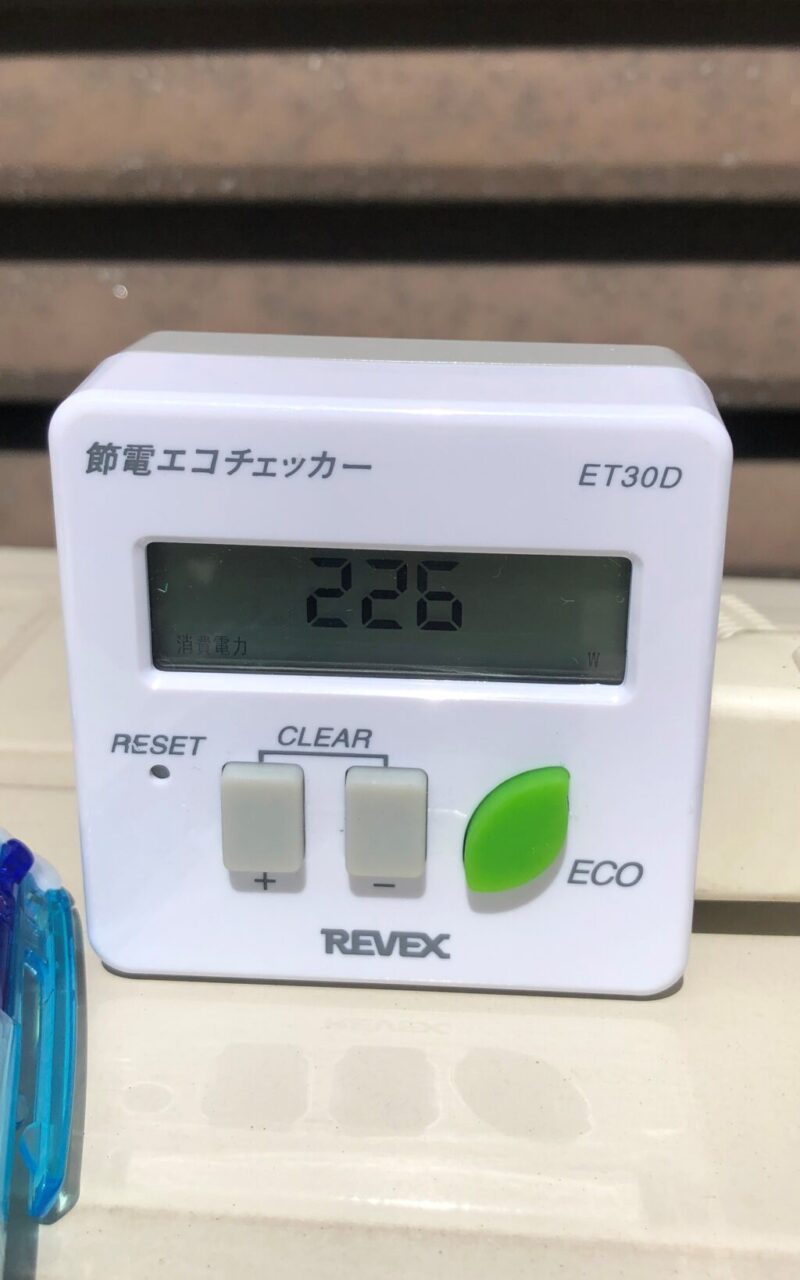 節電エコチェッカー ET30D
226
消費電力 W
RESET CLEAR
+ −
ECO
REVEX